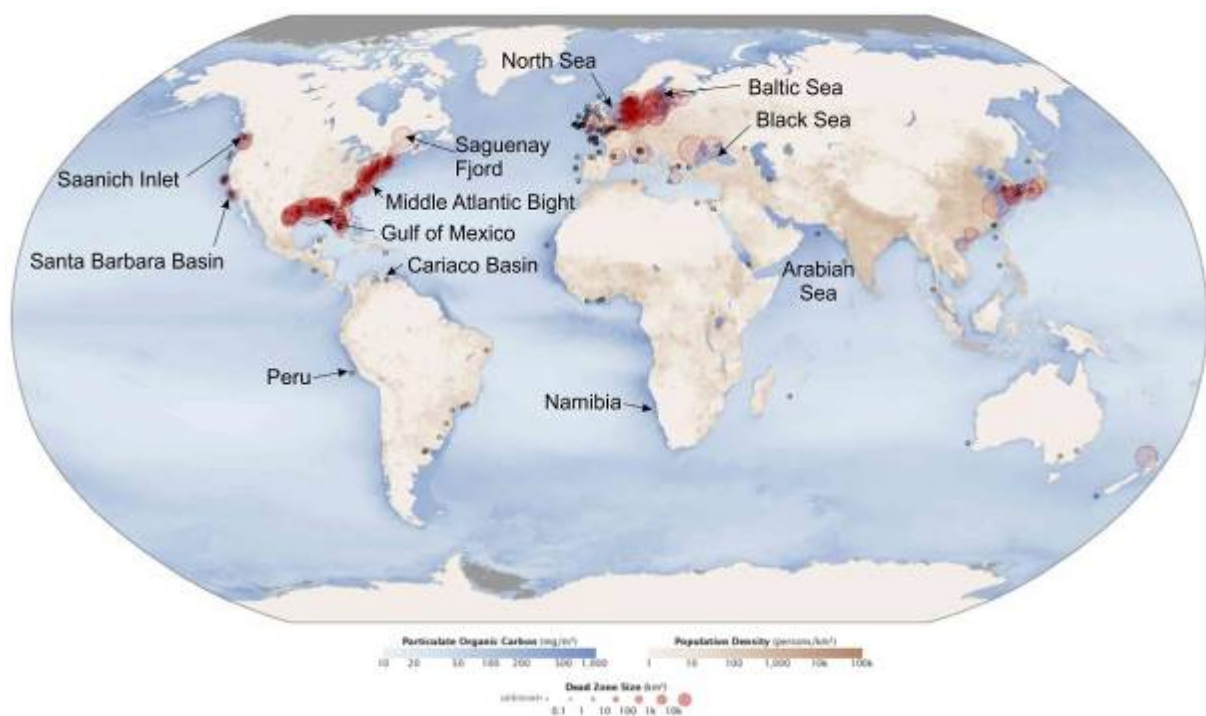 North Sea
Baltic Sea
Black Sea
Saguenay
Fjord
Saanich Inlet
Middle Atlantic Bight
Gulf of Mexico
Santa Barbara Basin
Cariaco Basin
Arabian
Sea
Peru
Namibia
Particulate Organic Carbon (mg/m³)
10 20 50 100 200 500 1,000
Population Density (persons/km²)
1 10 100 1,000 10k 100k
Dead Zone Size (km²)
unknown
0.1 1 10 100 1k 10k